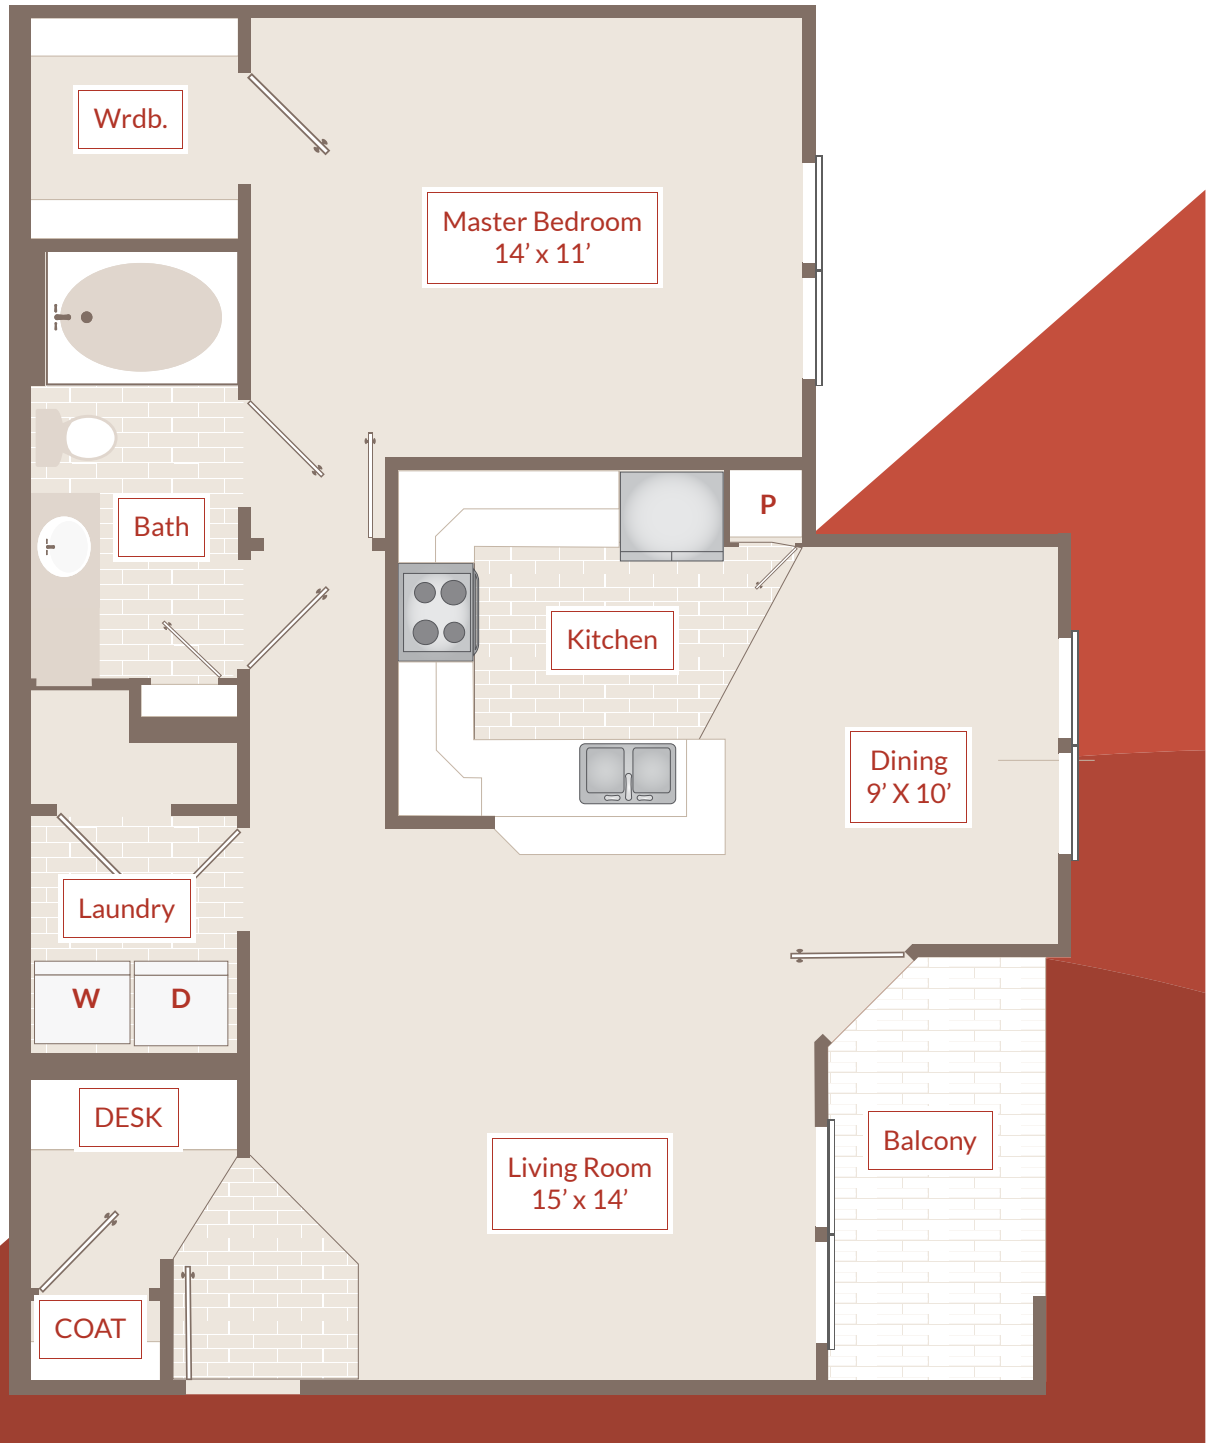 Wrdb.
Master Bedroom
14’ x 11’
P
Bath
Kitchen
Dining
9’ X 10’
Laundry
W
D
DESK
Balcony
Living Room
15’ x 14’
COAT